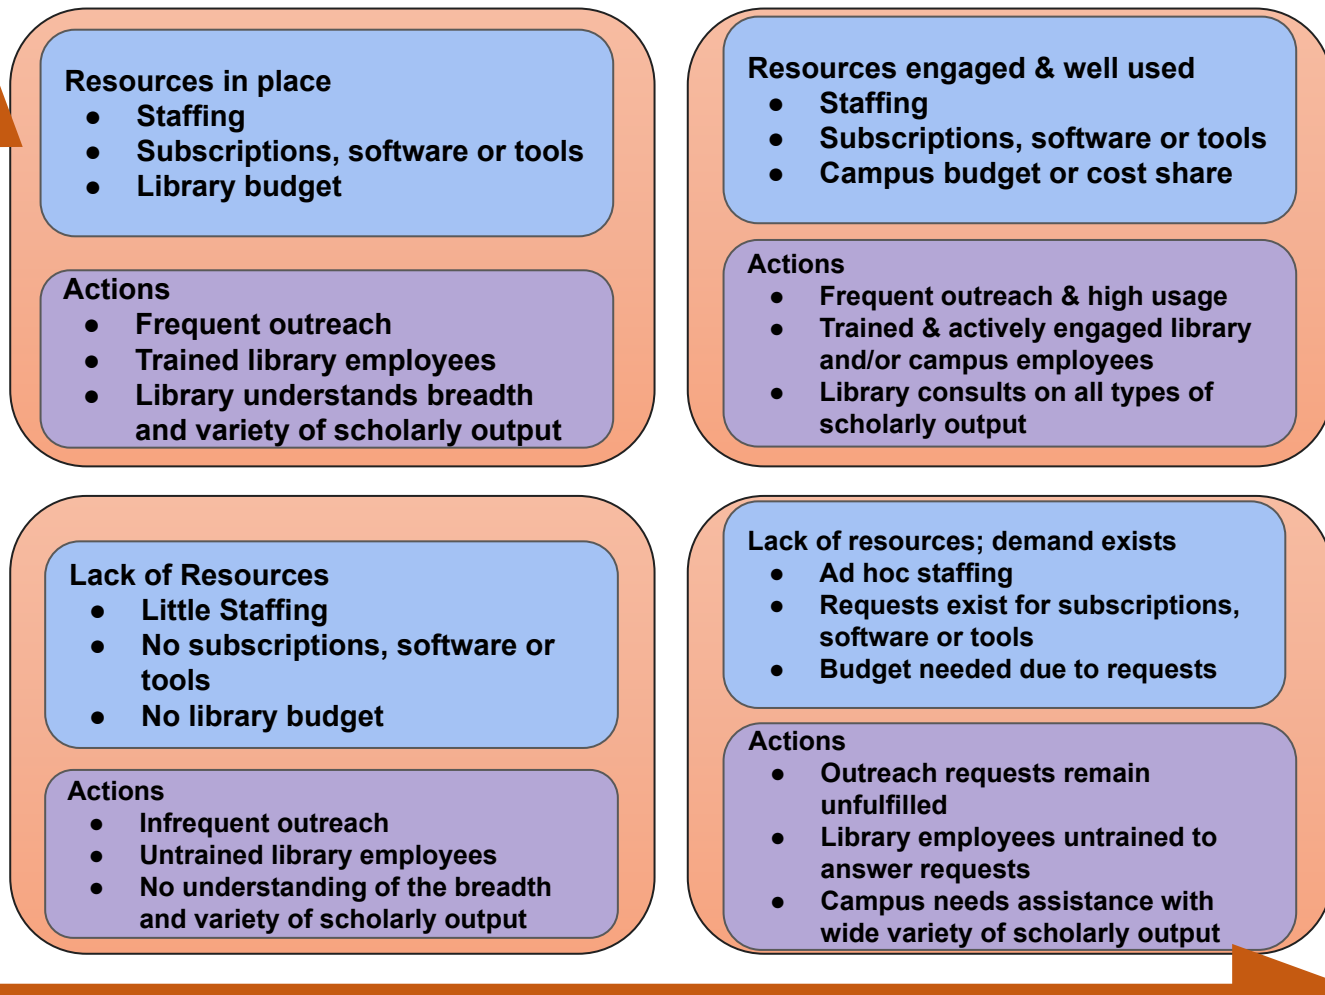 Resources in place
● Staffing
● Subscriptions, software or tools
● Library budget
Actions
● Frequent outreach
● Trained library employees
● Library understands breadth
and variety of scholarly output
Resources engaged & well used
● Staffing
● Subscriptions, software or tools
● Campus budget or cost share
Actions
● Frequent outreach & high usage
● Trained & actively engaged library
and/or campus employees
● Library consults on all types of
scholarly output
Lack of Resources
● Little Staffing
● No subscriptions, software or
tools
● No library budget
Actions
● Infrequent outreach
● Untrained library employees
● No understanding of the breadth
and variety of scholarly output
Lack of resources; demand exists
● Ad hoc staffing
● Requests exist for subscriptions,
software or tools
● Budget needed due to requests
Actions
● Outreach requests remain
unfulfilled
● Library employees untrained to
answer requests
● Campus needs assistance with
wide variety of scholarly output